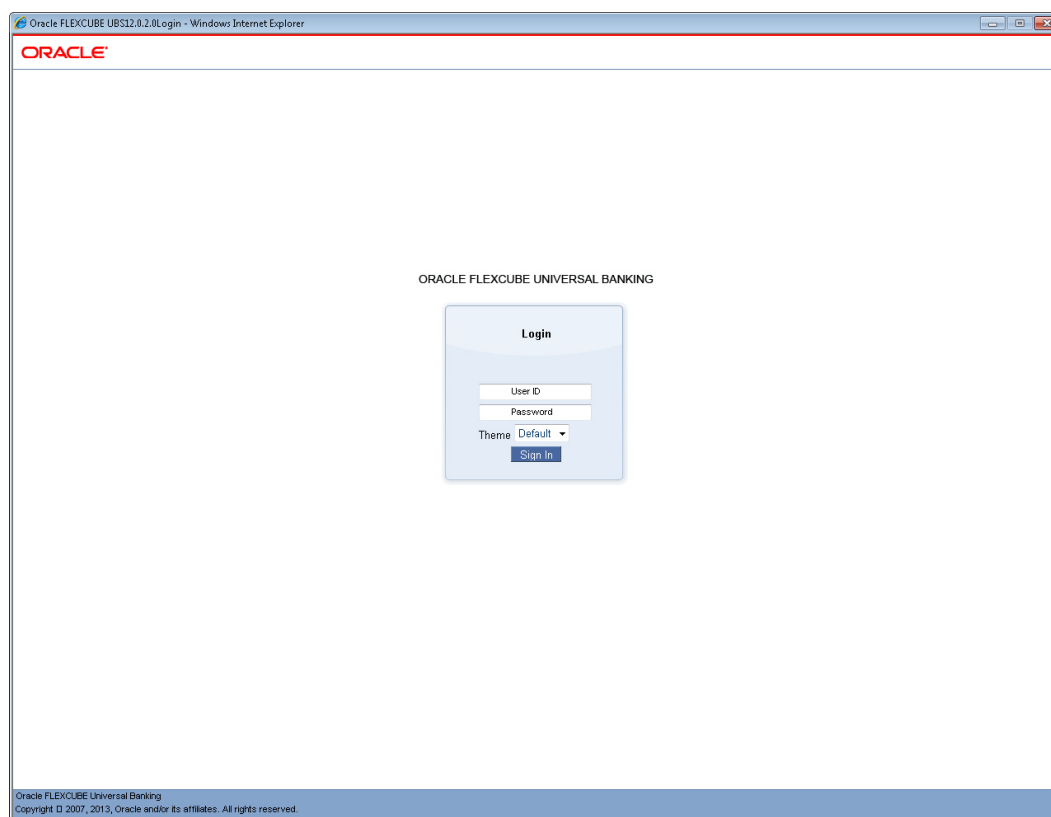 Oracle FLEXCUBE UBS12.0.2.0Login - Windows Internet Explorer
ORACLE
ORACLE FLEXCUBE UNIVERSAL BANKING
Login
User ID
Password
Theme Default
Sign In
Oracle FLEXCUBE Universal Banking
Copyright □ 2007, 2013, Oracle and/or its affiliates. All rights reserved.